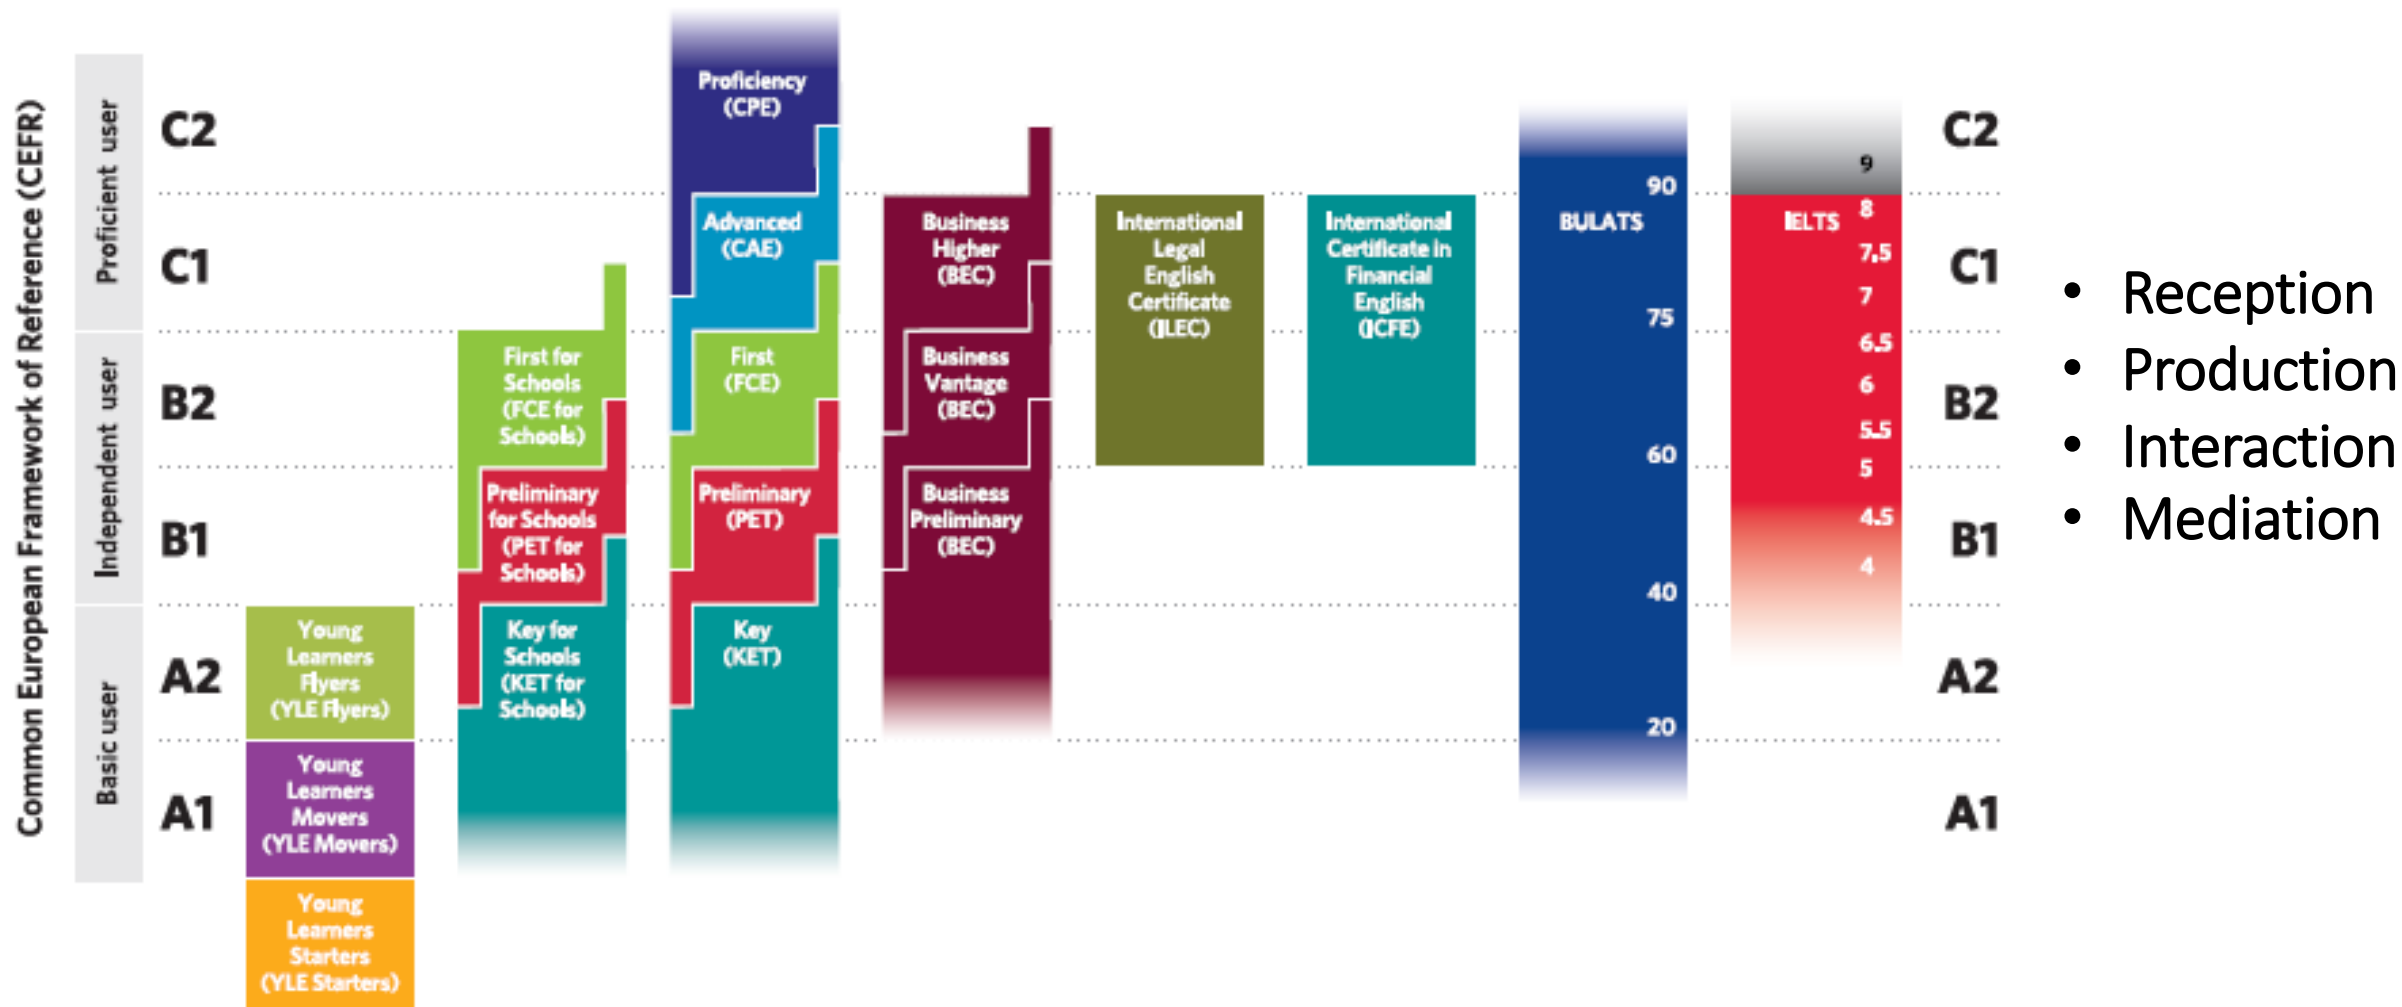 Common European Framework of Reference (CEFR)
Proficient user
Independent user
Basic user
C2
C1
B2
B1
A2
A1
Young
Learners
Flyers
(YLE Flyers)
Young
Learners
Movers
(YLE Movers)
Young
Learners
Starters
(YLE Starters)
First for
Schools
(FCE for
Schools)
Preliminary
for Schools
(PET for
Schools)
Key for
Schools
(KET for
Schools)
Proficiency
(CPE)
Advanced
(CAE)
First
(FCE)
Preliminary
(PET)
Key
(KET)
Business
Higher
(BEC)
Business
Vantage
(BEC)
Business
Preliminary
(BEC)
International
Legal
English
Certificate
(ILEC)
International
Certificate in
Financial
English
(ICFE)
BULATS
90
75
60
40
20
IELTS
9
8
7.5
7
6.5
6
5.5
5
4.5
4
C2
C1
B2
B1
A2
A1
• Reception
• Production
• Interaction
• Mediation